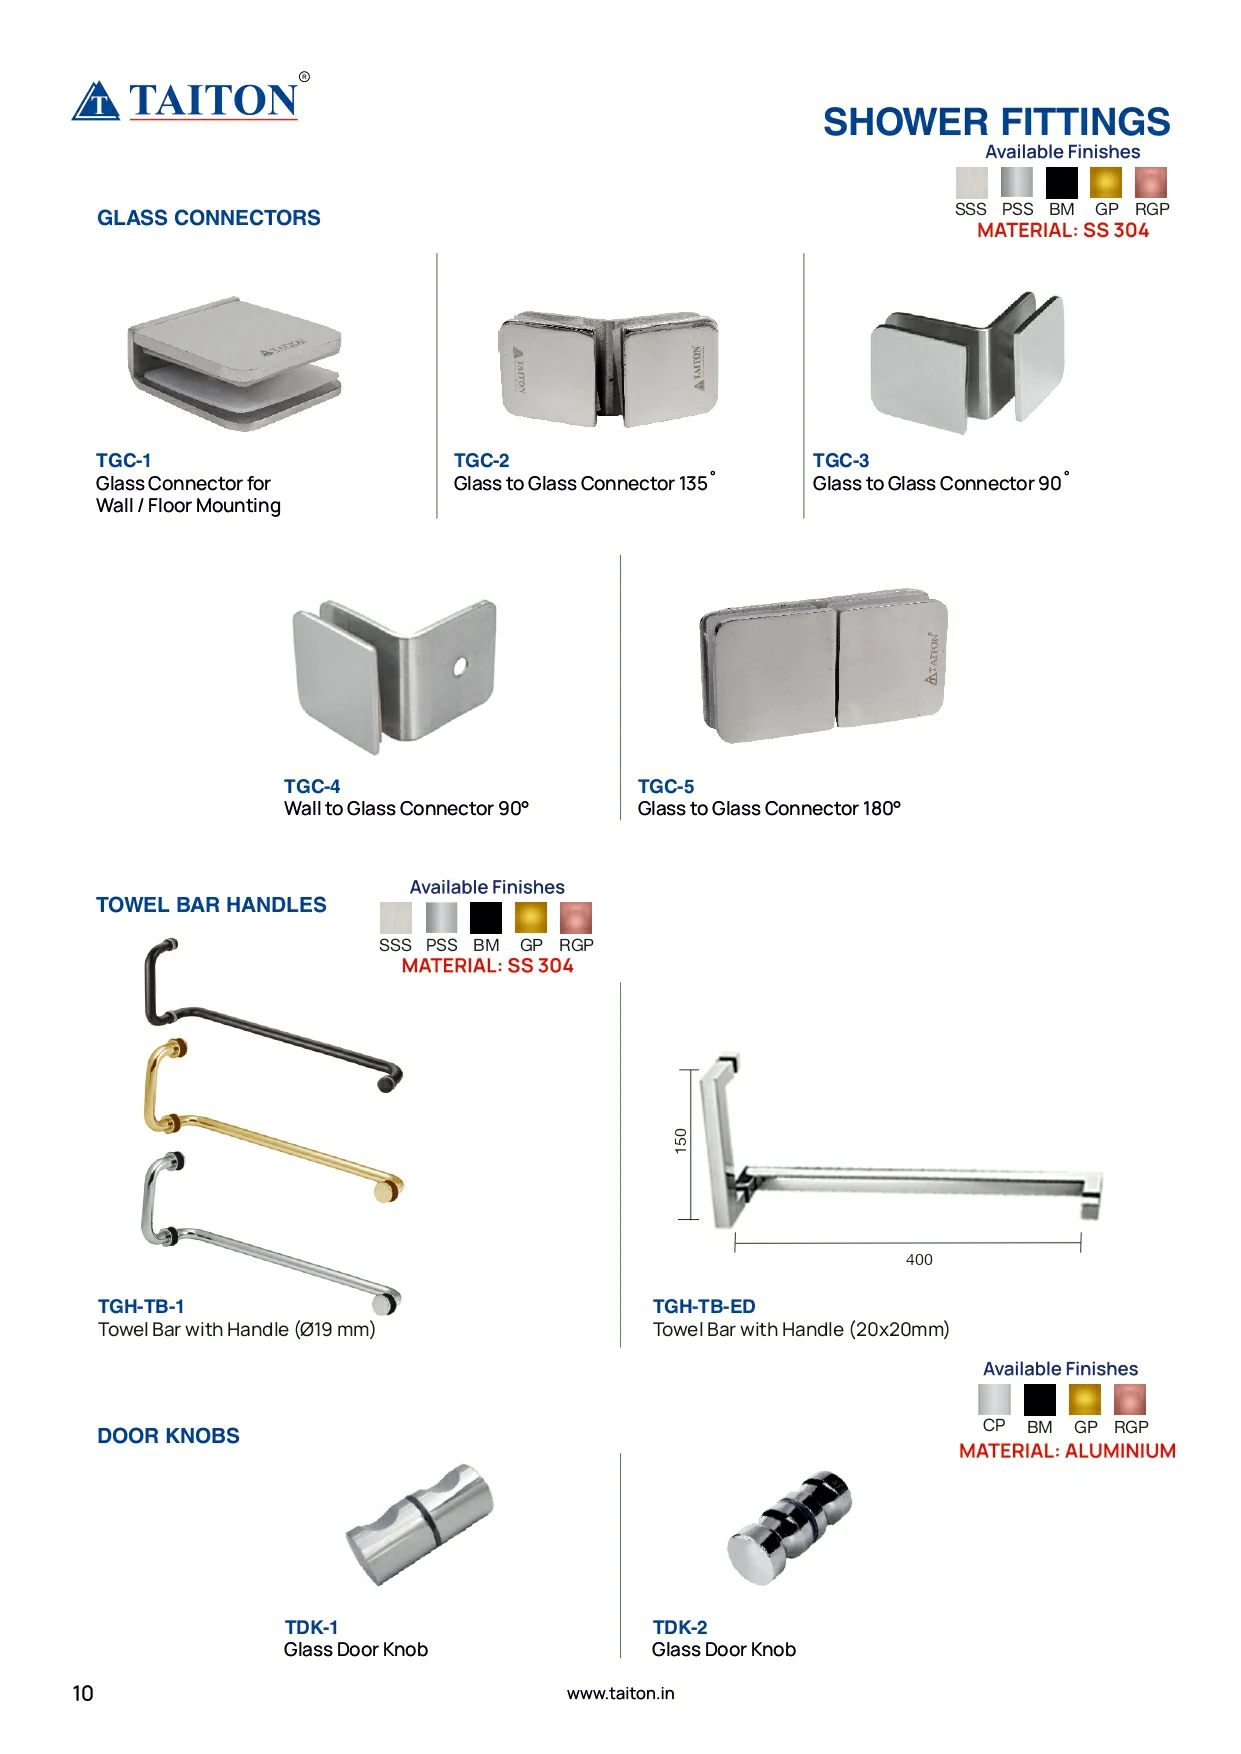 TAITON®
SHOWER FITTINGS
Available Finishes
SSS PSS BM GP RGP
MATERIAL: SS 304
GLASS CONNECTORS
TAITON
TAITON
TAITON
TGC-1
Glass Connector for
Wall / Floor Mounting
TGC-2
Glass to Glass Connector 135°
TGC-3
Glass to Glass Connector 90°
TAITON
TGC-4
Wall to Glass Connector 90°
TGC-5
Glass to Glass Connector 180°
TOWEL BAR HANDLES
Available Finishes
SSS PSS BM GP RGP
MATERIAL: SS 304
150
400
TGH-TB-1
Towel Bar with Handle (Ø19 mm)
TGH-TB-ED
Towel Bar with Handle (20x20mm)
Available Finishes
CP BM GP RGP
MATERIAL: ALUMINIUM
DOOR KNOBS
TDK-1
Glass Door Knob
TDK-2
Glass Door Knob
10
www.taiton.in